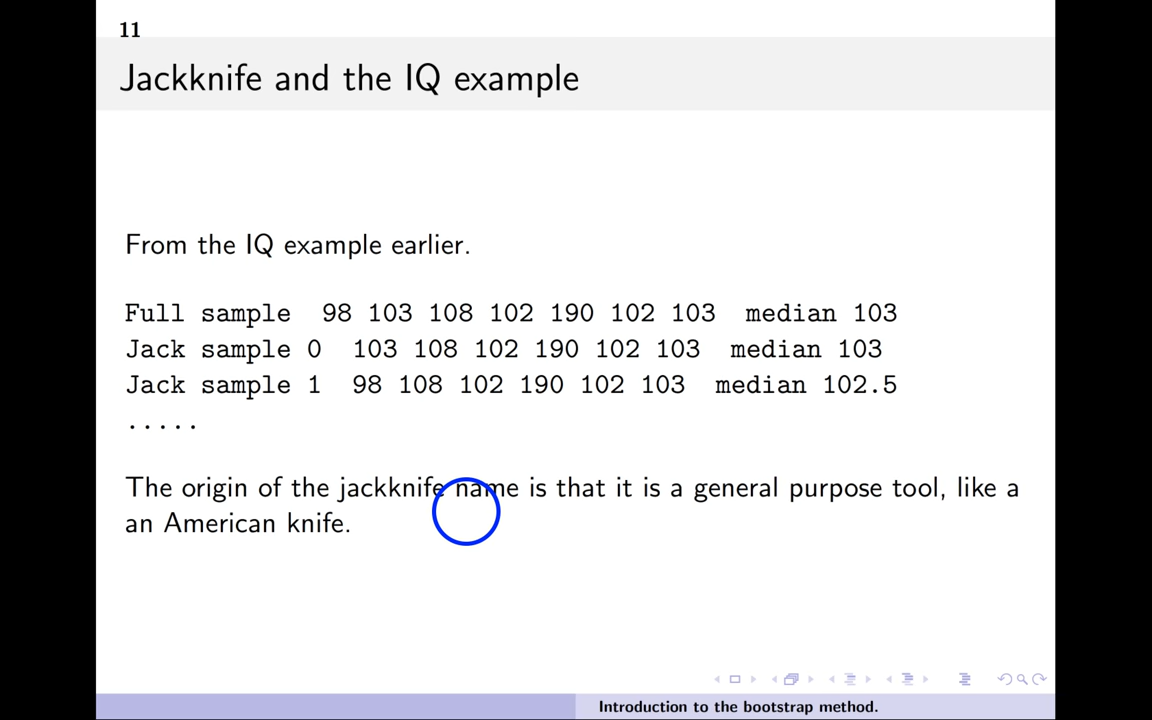 11
Jackknife and the IQ example
From the IQ example earlier.
Full sample 98 103 108 102 190 102 103 median 103
Jack sample 0 103 108 102 190 102 103 median 103
Jack sample 1 98 108 102 190 102 103 median 102.5
.....
The origin of the jackknife name is that it is a general purpose tool, like a
an American knife.
Introduction to the bootstrap method.